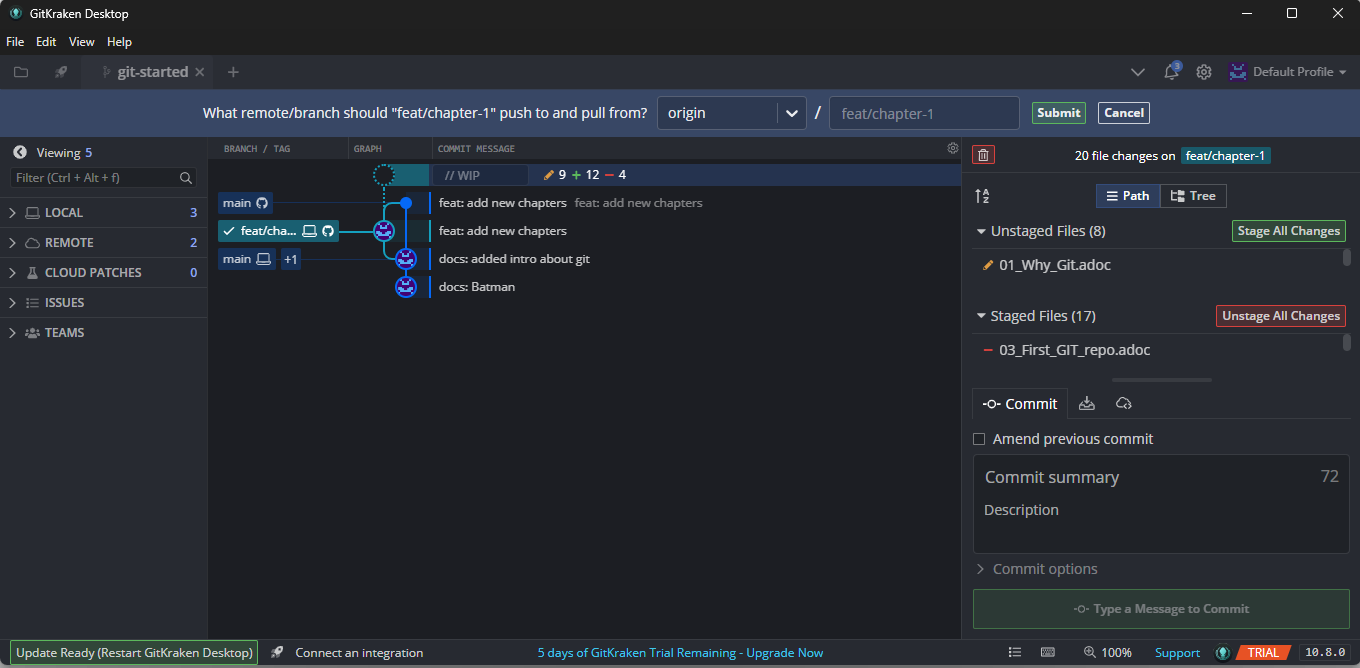 GitKraken Desktop
File Edit View Help
git-started
3
Default Profile
What remote/branch should "feat/chapter-1" push to and pull from? origin / feat/chapter-1 Submit Cancel
Viewing 5
Filter (Ctrl + Alt + f)
LOCAL 3
REMOTE 2
CLOUD PATCHES 0
ISSUES
TEAMS
BRANCH / TAG GRAPH COMMIT MESSAGE
// WIP 9 + 12 − 4
main feat: add new chapters feat: add new chapters
feat/cha... feat: add new chapters
main +1 docs: added intro about git
docs: Batman
20 file changes on feat/chapter-1
Path Tree
Unstaged Files (8) Stage All Changes
01_Why_Git.adoc
Staged Files (17) Unstage All Changes
03_First_GIT_repo.adoc
Commit
Amend previous commit
Commit summary 72
Description
Commit options
Type a Message to Commit
Update Ready (Restart GitKraken Desktop) Connect an integration 5 days of GitKraken Trial Remaining - Upgrade Now 100% Support TRIAL 10.8.0